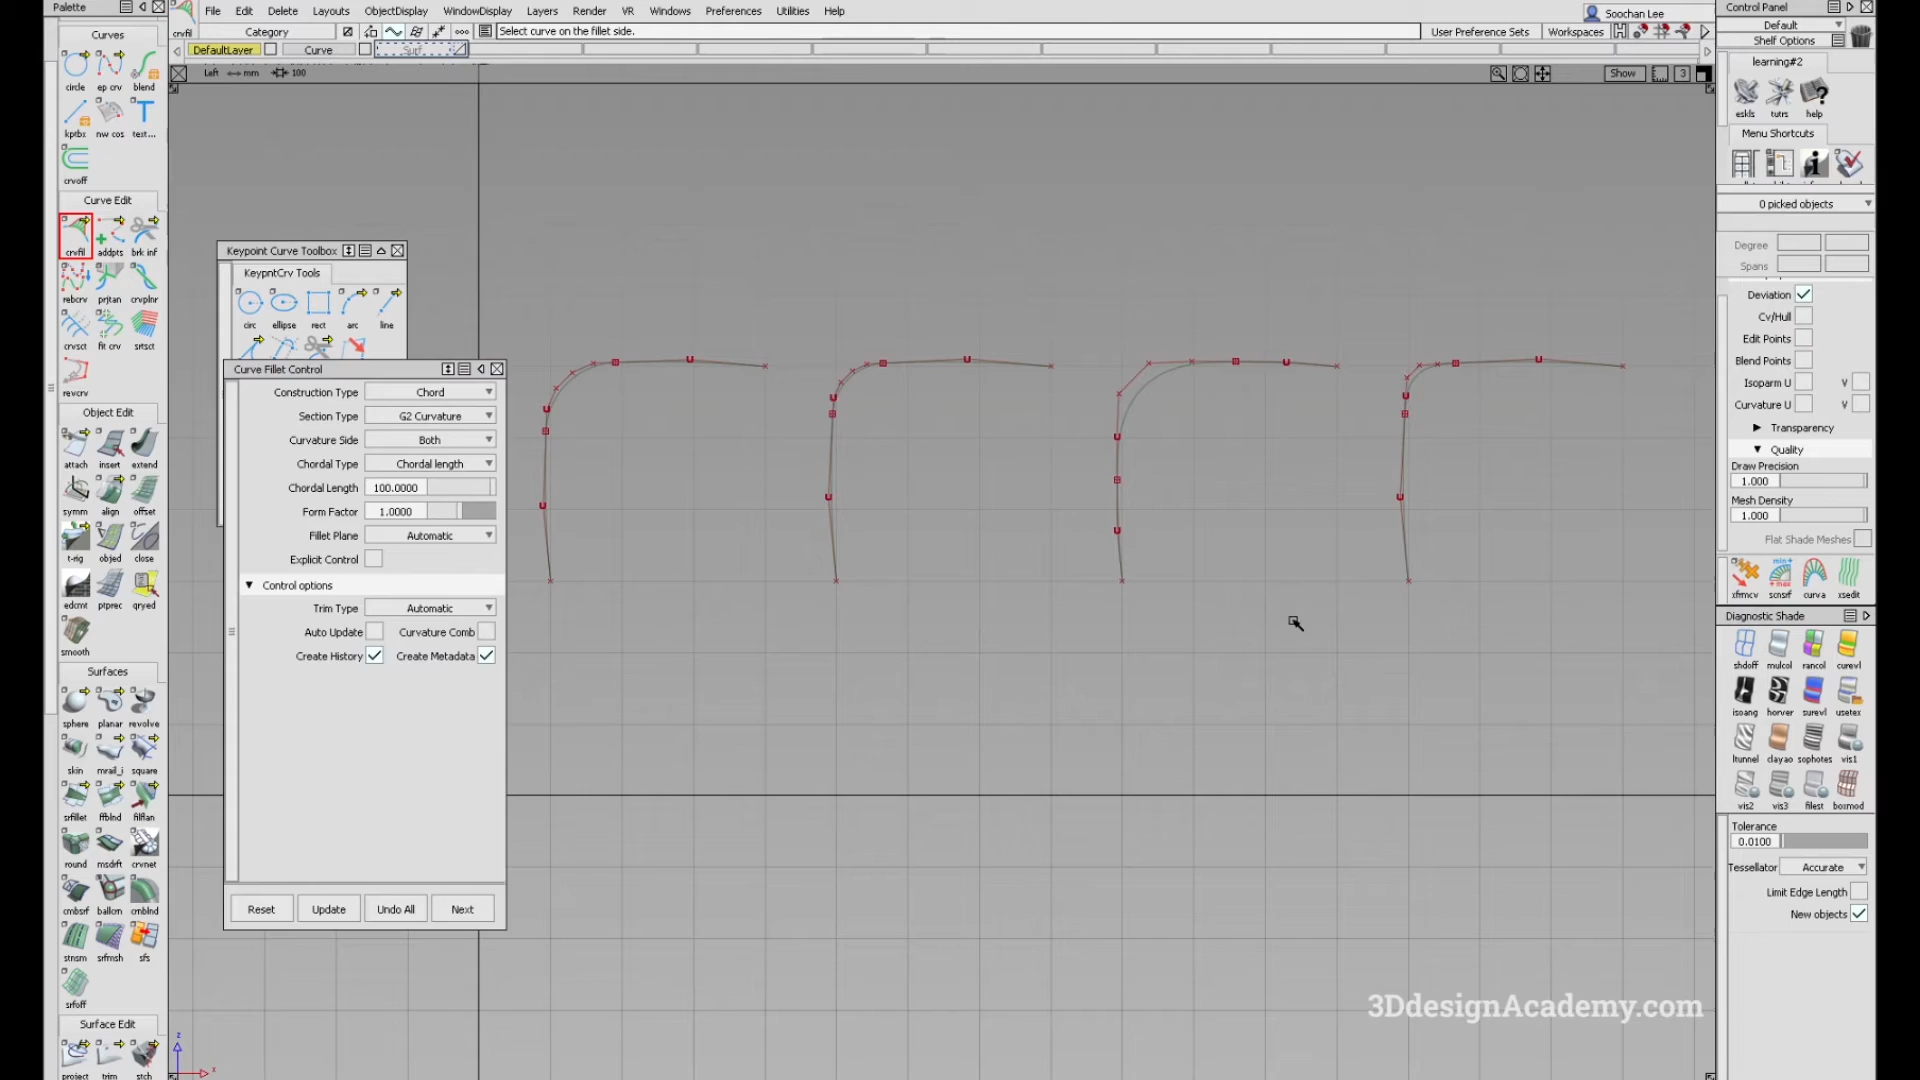 Palette
File Edit Delete Layouts ObjectDisplay WindowDisplay Layers Render VR Windows Preferences Utilities Help
Soochan Lee
Control Panel
crvfil
Category
Select curve on the fillet side.
User Preference Sets
Workspaces
Default
Shelf Options
DefaultLayer
Curve
Left mm 100
Show
3
learning#2
Curves
circle ep crv blend
kptbx nw cos text...
crvoff
Curve Edit
crvfil addpts brk inf
rebcrv prjtan crvplnr
crvsct fit crv srtsct
revcrv
Object Edit
attach insert extend
symm align offset
t-rig objed close
edcmt ptprec qryed
smooth
Surfaces
sphere planar revolve
skin mrail_i square
srfillet ffblnd filflan
round msdrft crvnet
cmbsrf ballcrn crnblnd
stnsrn srfmsh sfs
srfoff
Surface Edit
project trim stch
Keypoint Curve Toolbox
KeypntCrv Tools
circ ellipse rect arc line
Curve Fillet Control
Construction Type Chord
Section Type G2 Curvature
Curvature Side Both
Chordal Type Chordal length
Chordal Length 100.0000
Form Factor 1.0000
Fillet Plane Automatic
Explicit Control
Control options
Trim Type Automatic
Auto Update Curvature Comb
Create History Create Metadata
Reset Update Undo All Next
z
x
eskls tutrs help
Menu Shortcuts
0 picked objects
Degree
Spans
Deviation
Cv/Hull
Edit Points
Blend Points
Isoparm U V
Curvature U V
Transparency
Quality
Draw Precision
1.000
Mesh Density
1.000
Flat Shade Meshes
xfrmcv scnsrf curva xsedit
Diagnostic Shade
shdoff mulcol rancol curevl
isoang horver surevl usetex
ltunnel clayao sophotes vis1
vis2 vis3 filest boxmod
Tolerance
0.0100
Tessellator Accurate
Limit Edge Length
New objects
3DdesignAcademy.com